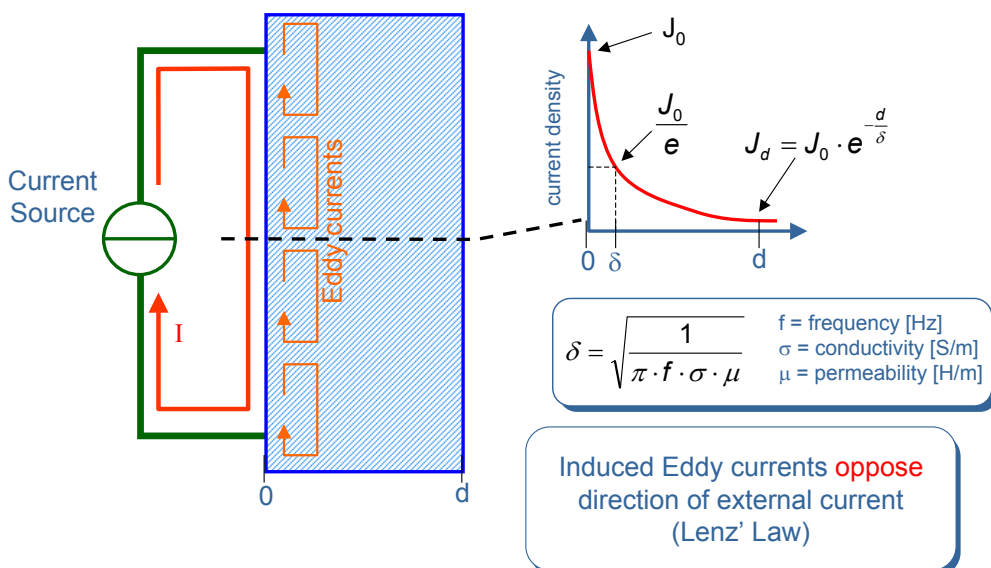 Current
Source
I
Eddy currents
0
d
current density
J₀
J₀
e
J_d = J₀ · e^{-d/δ}
0
δ
d
δ = √(1 / (π · f · σ · μ))
f = frequency [Hz]
σ = conductivity [S/m]
μ = permeability [H/m]
Induced Eddy currents oppose
direction of external current
(Lenz’ Law)